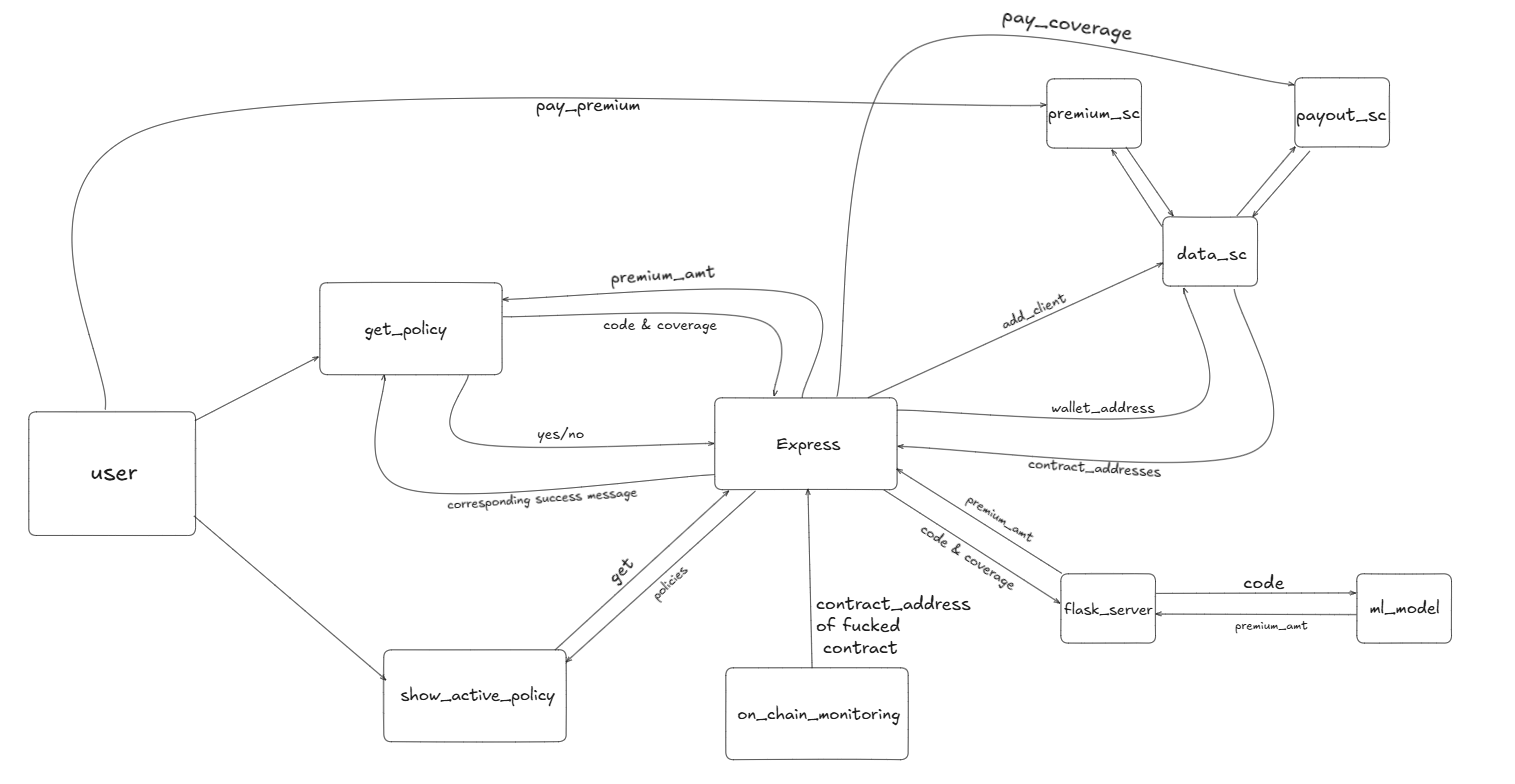 pay_coverage
pay_premium
premium_sc
payout_sc
data_sc
premium_amt
get_policy
code & coverage
add_client
wallet_address
yes/no
Express
user
contract_addresses
corresponding success message
premium_amt
code & coverage
get
policies
contract_address
of fucked
contract
code
flask_server
ml_model
premium_amt
show_active_policy
on_chain_monitoring